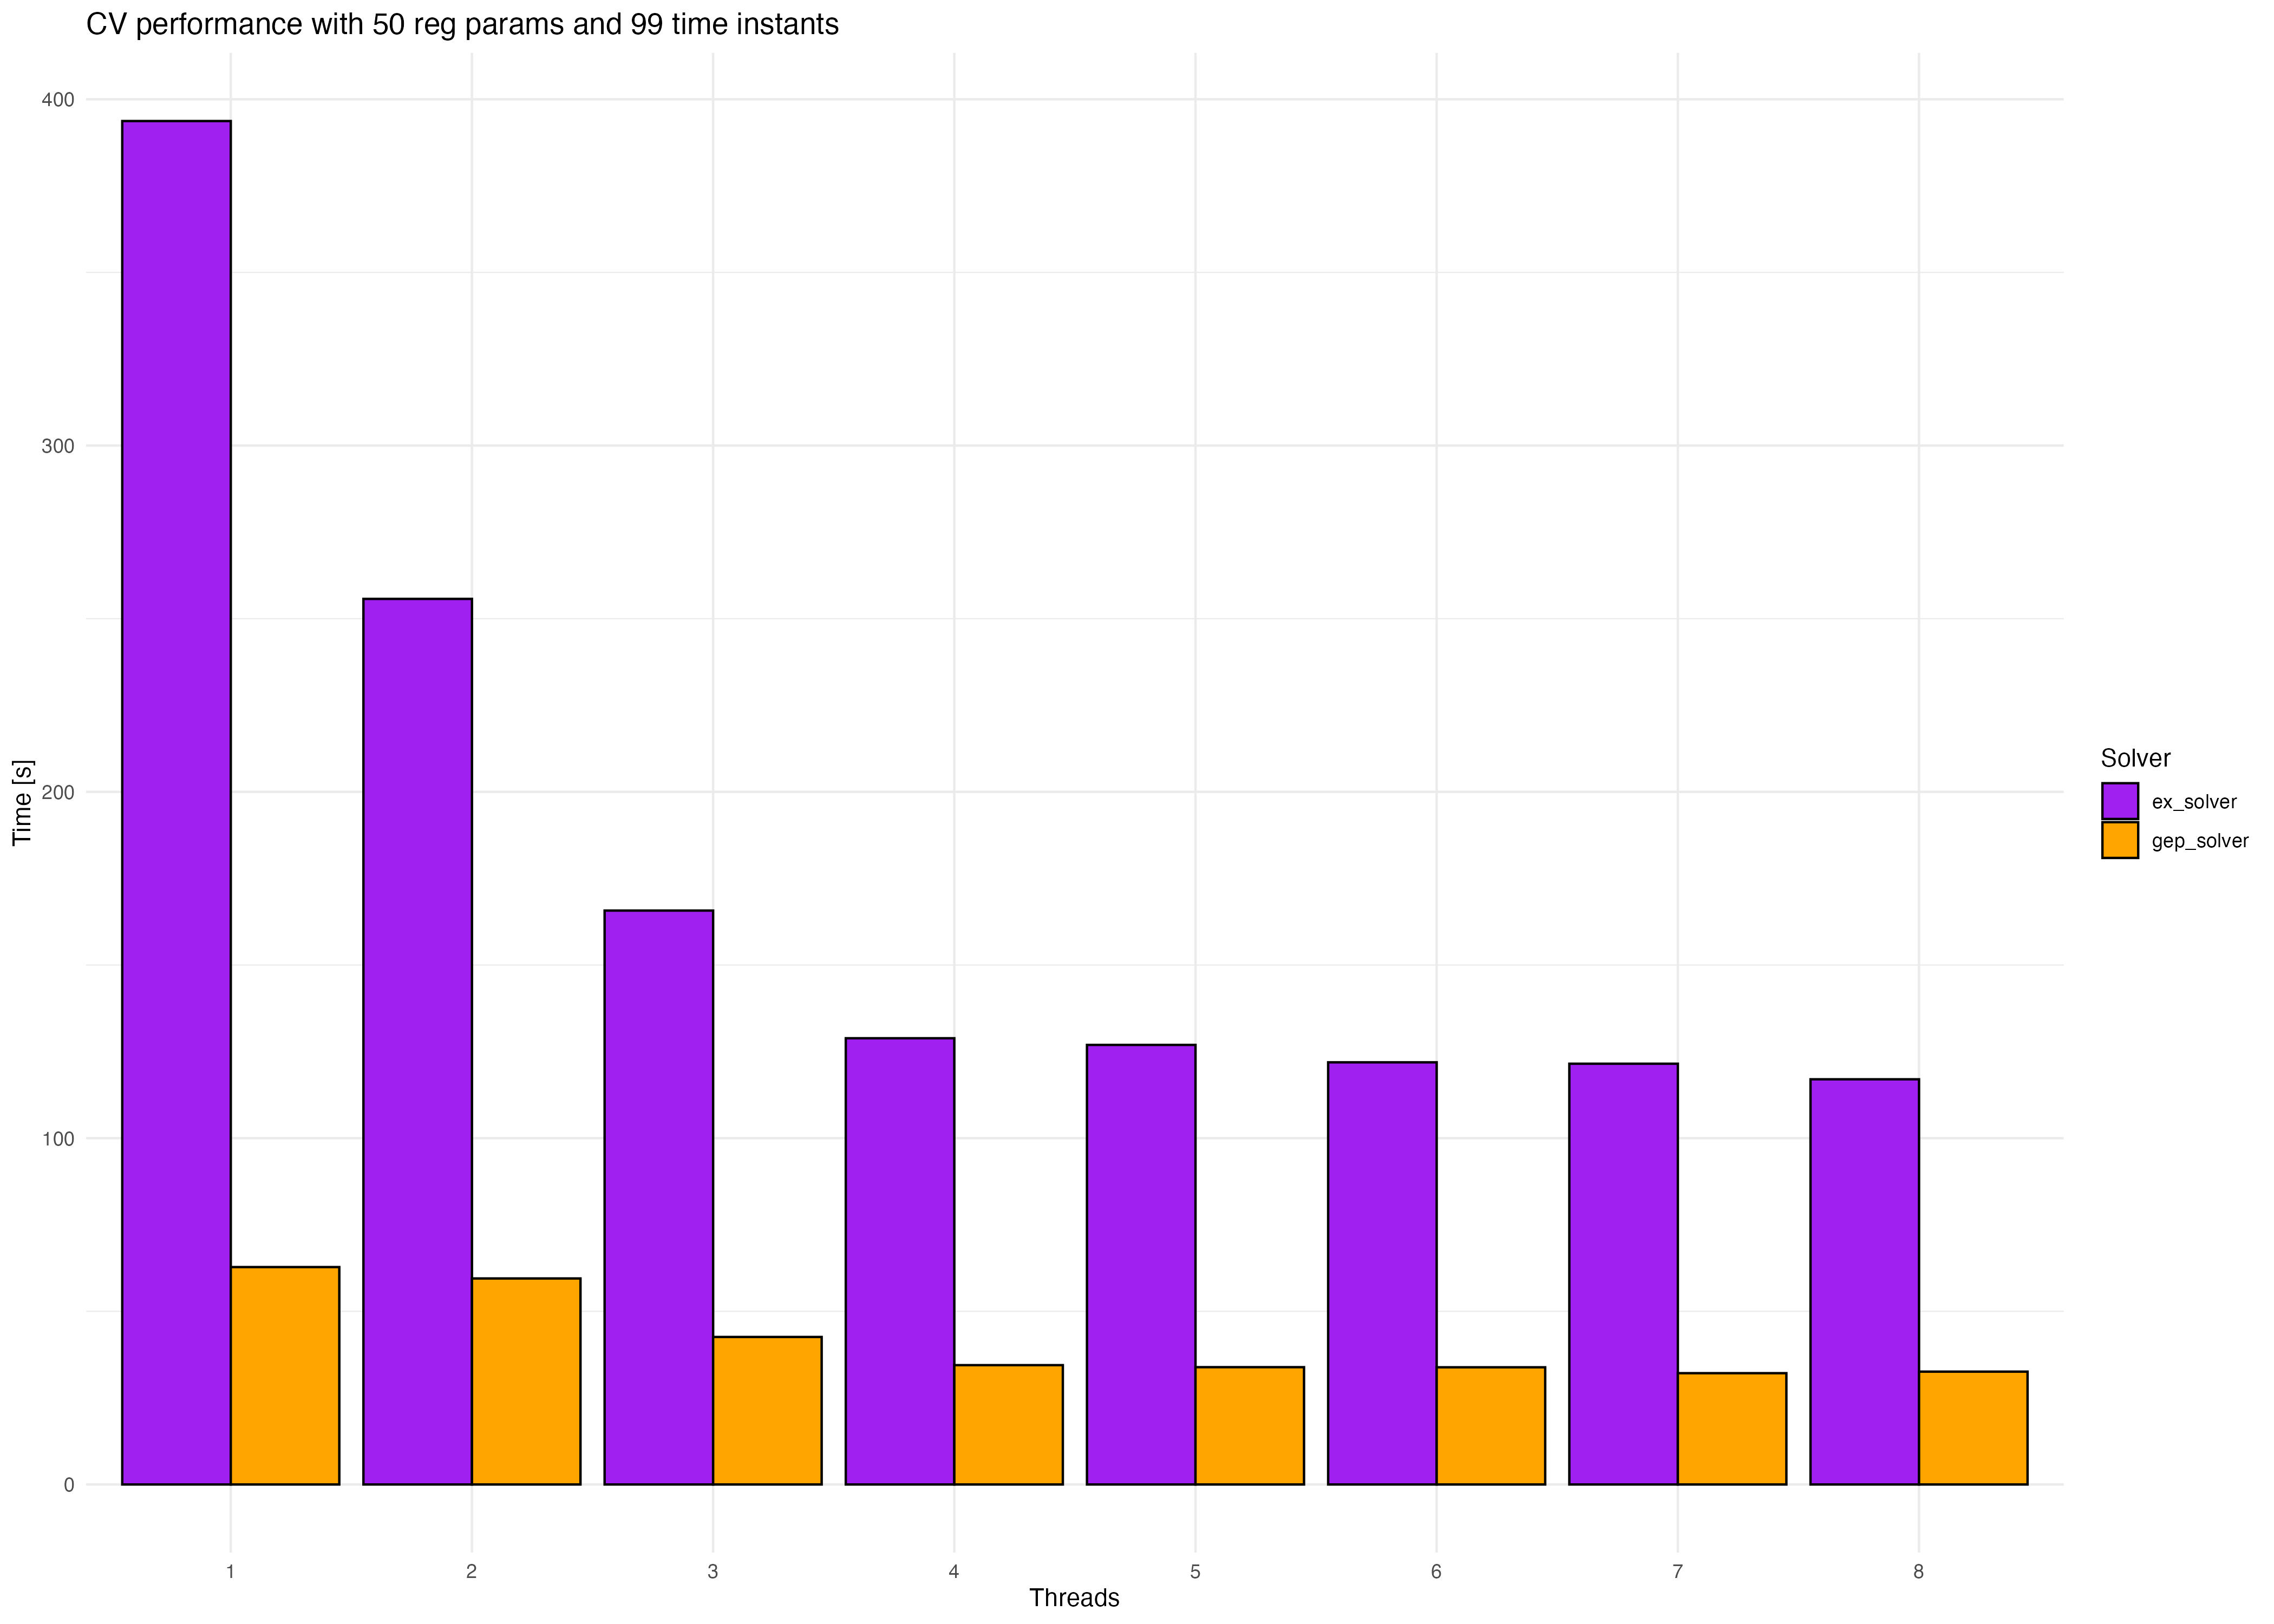 CV performance with 50 reg params and 99 time instants
400
300
200
100
0
Time [s]
1 2 3 4 5 6 7 8
Threads
Solver
ex_solver
gep_solver